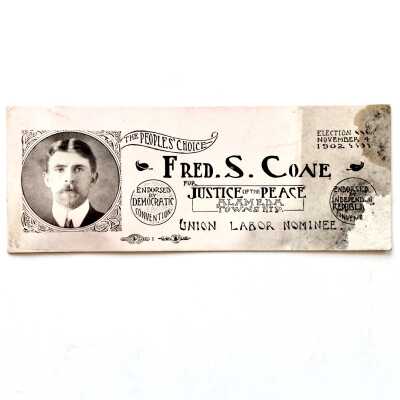 THE PEOPLES' CHOICE
ELECTION
NOVEMBER 4
1902
FRED. S. CONE
FOR
JUSTICE OF THE PEACE
ALAMEDA
TOWNSHIP
ENDORSED
BY
DEMOCRATIC
CONVENTION
ENDORSED
BY
INDEPENDENT
UNION LABOR NOMINEE.